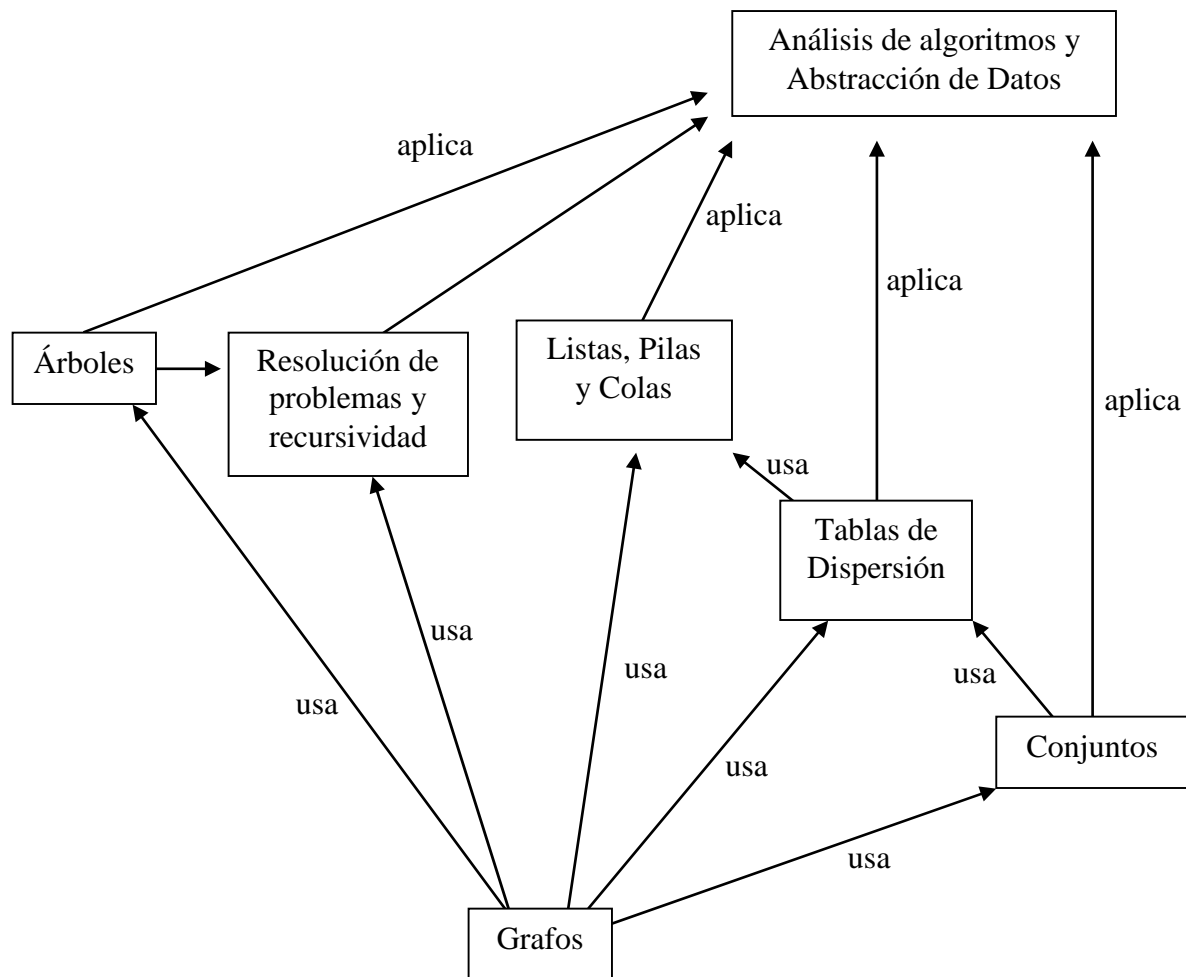 Análisis de algoritmos y
Abstracción de Datos
aplica
aplica
aplica
Árboles
Resolución de
problemas y
recursividad
Listas, Pilas
y Colas
aplica
usa
Tablas de
Dispersión
usa
usa
usa
usa
Conjuntos
usa
usa
Grafos